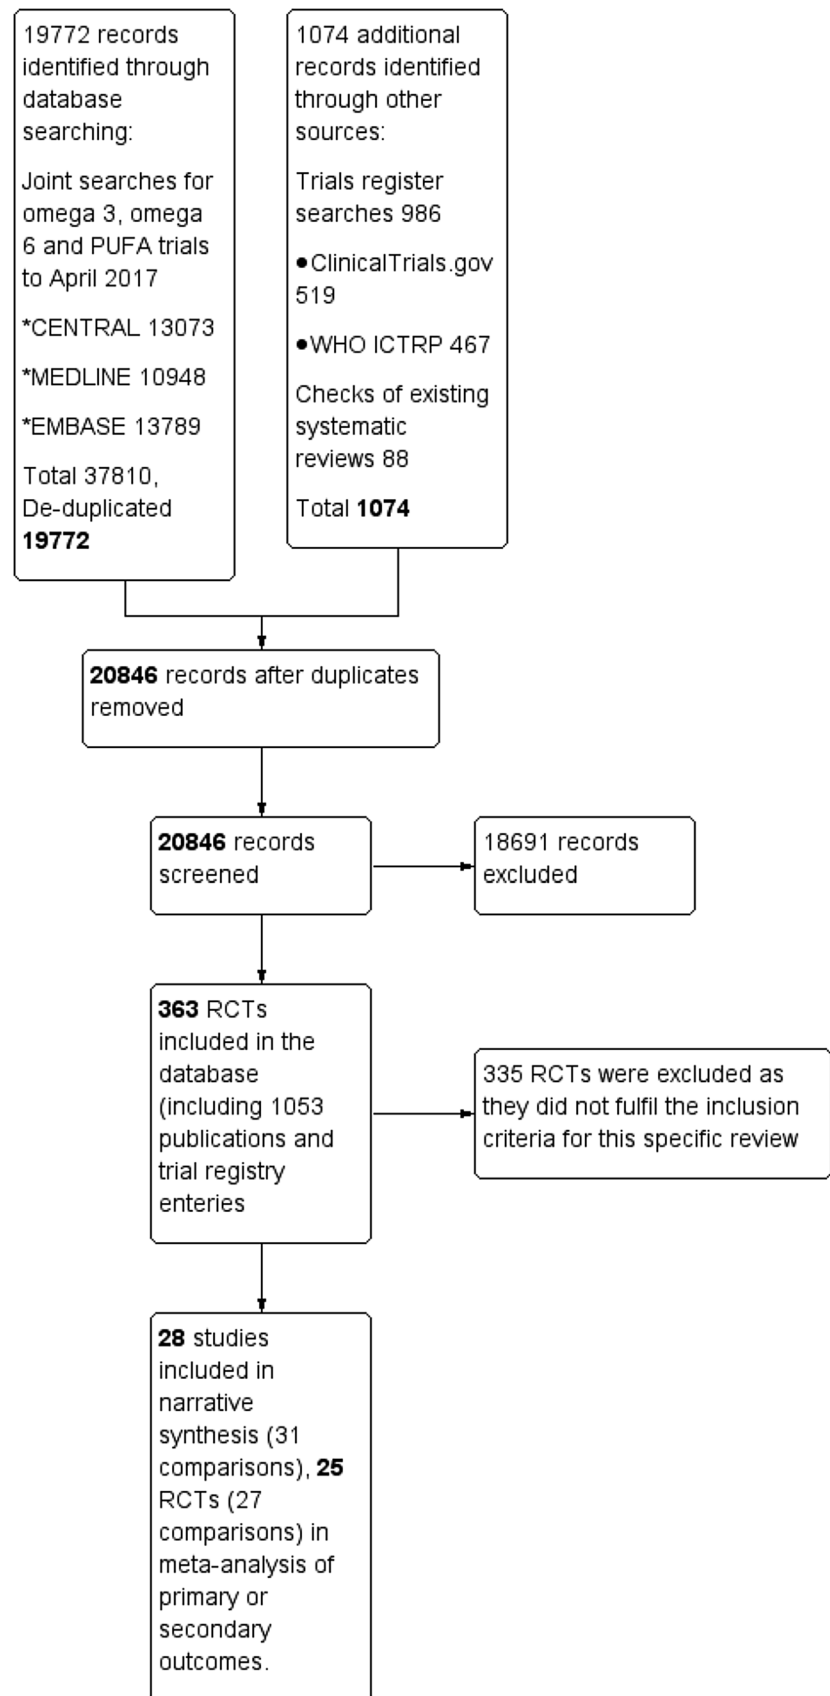 19772 records
identified through
database
searching:
Joint searches for
omega 3, omega
6 and PUFA trials
to April 2017
*CENTRAL 13073
*MEDLINE 10948
*EMBASE 13789
Total 37810,
De-duplicated
19772
1074 additional
records identified
through other
sources:
Trials register
searches 986
●ClinicalTrials.gov
519
●WHO ICTRP 467
Checks of existing
systematic
reviews 88
Total 1074
20846 records after duplicates
removed
20846 records
screened
18691 records
excluded
363 RCTs
included in the
database
(including 1053
publications and
trial registry
enteries
335 RCTs were excluded as
they did not fulfil the inclusion
criteria for this specific review
28 studies
included in
narrative
synthesis (31
comparisons), 25
RCTs (27
comparisons) in
meta-analysis of
primary or
secondary
outcomes.